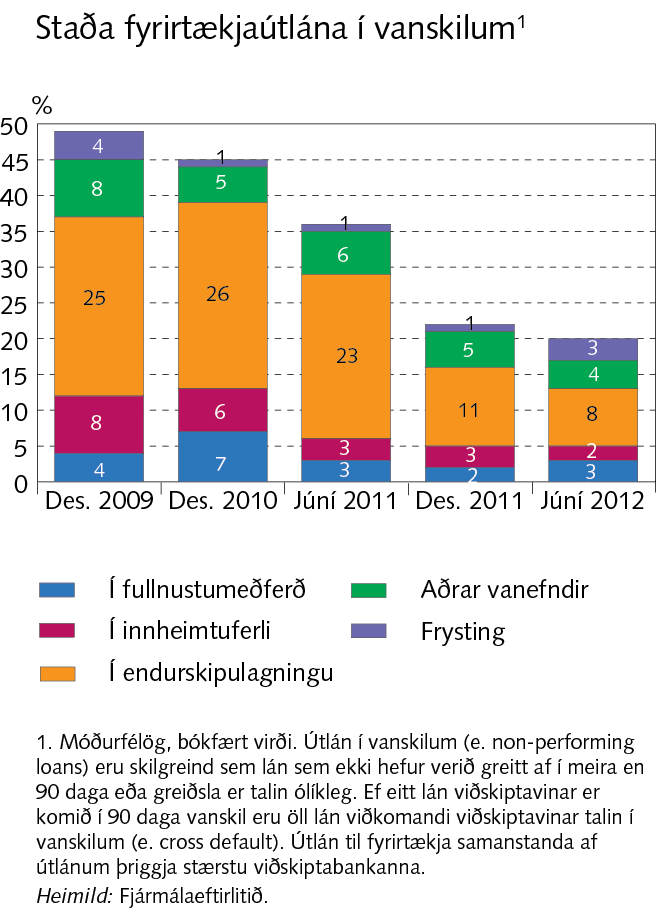 Staða fyrirtækjaútlána í vanskilum1
%
50
45
40
35
30
25
20
15
10
5
0
4
8
25
8
4
1
5
26
6
7
1
6
23
3
3
1
5
11
3
2
3
4
8
2
3
Des. 2009 Des. 2010 Júní 2011 Des. 2011 Júní 2012
Í fullnustumeðferð
Í innheimtuferli
Í endurskipulagningu
Aðrar vanefndir
Frysting
1. Móðurfélög, bókfært virði. Útlán í vanskilum (e. non-performing
loans) eru skilgreind sem lán sem ekki hefur verið greitt af í meira en
90 daga eða greiðsla er talin ólíkleg. Ef eitt lán viðskiptavinar er
komið í 90 daga vanskil eru öll lán viðkomandi viðskiptavinar talin í
vanskilum (e. cross default). Útlán til fyrirtækja samanstanda af
útlánum þriggja stærstu viðskiptabankanna.
Heimild: Fjármálaeftirlitið.